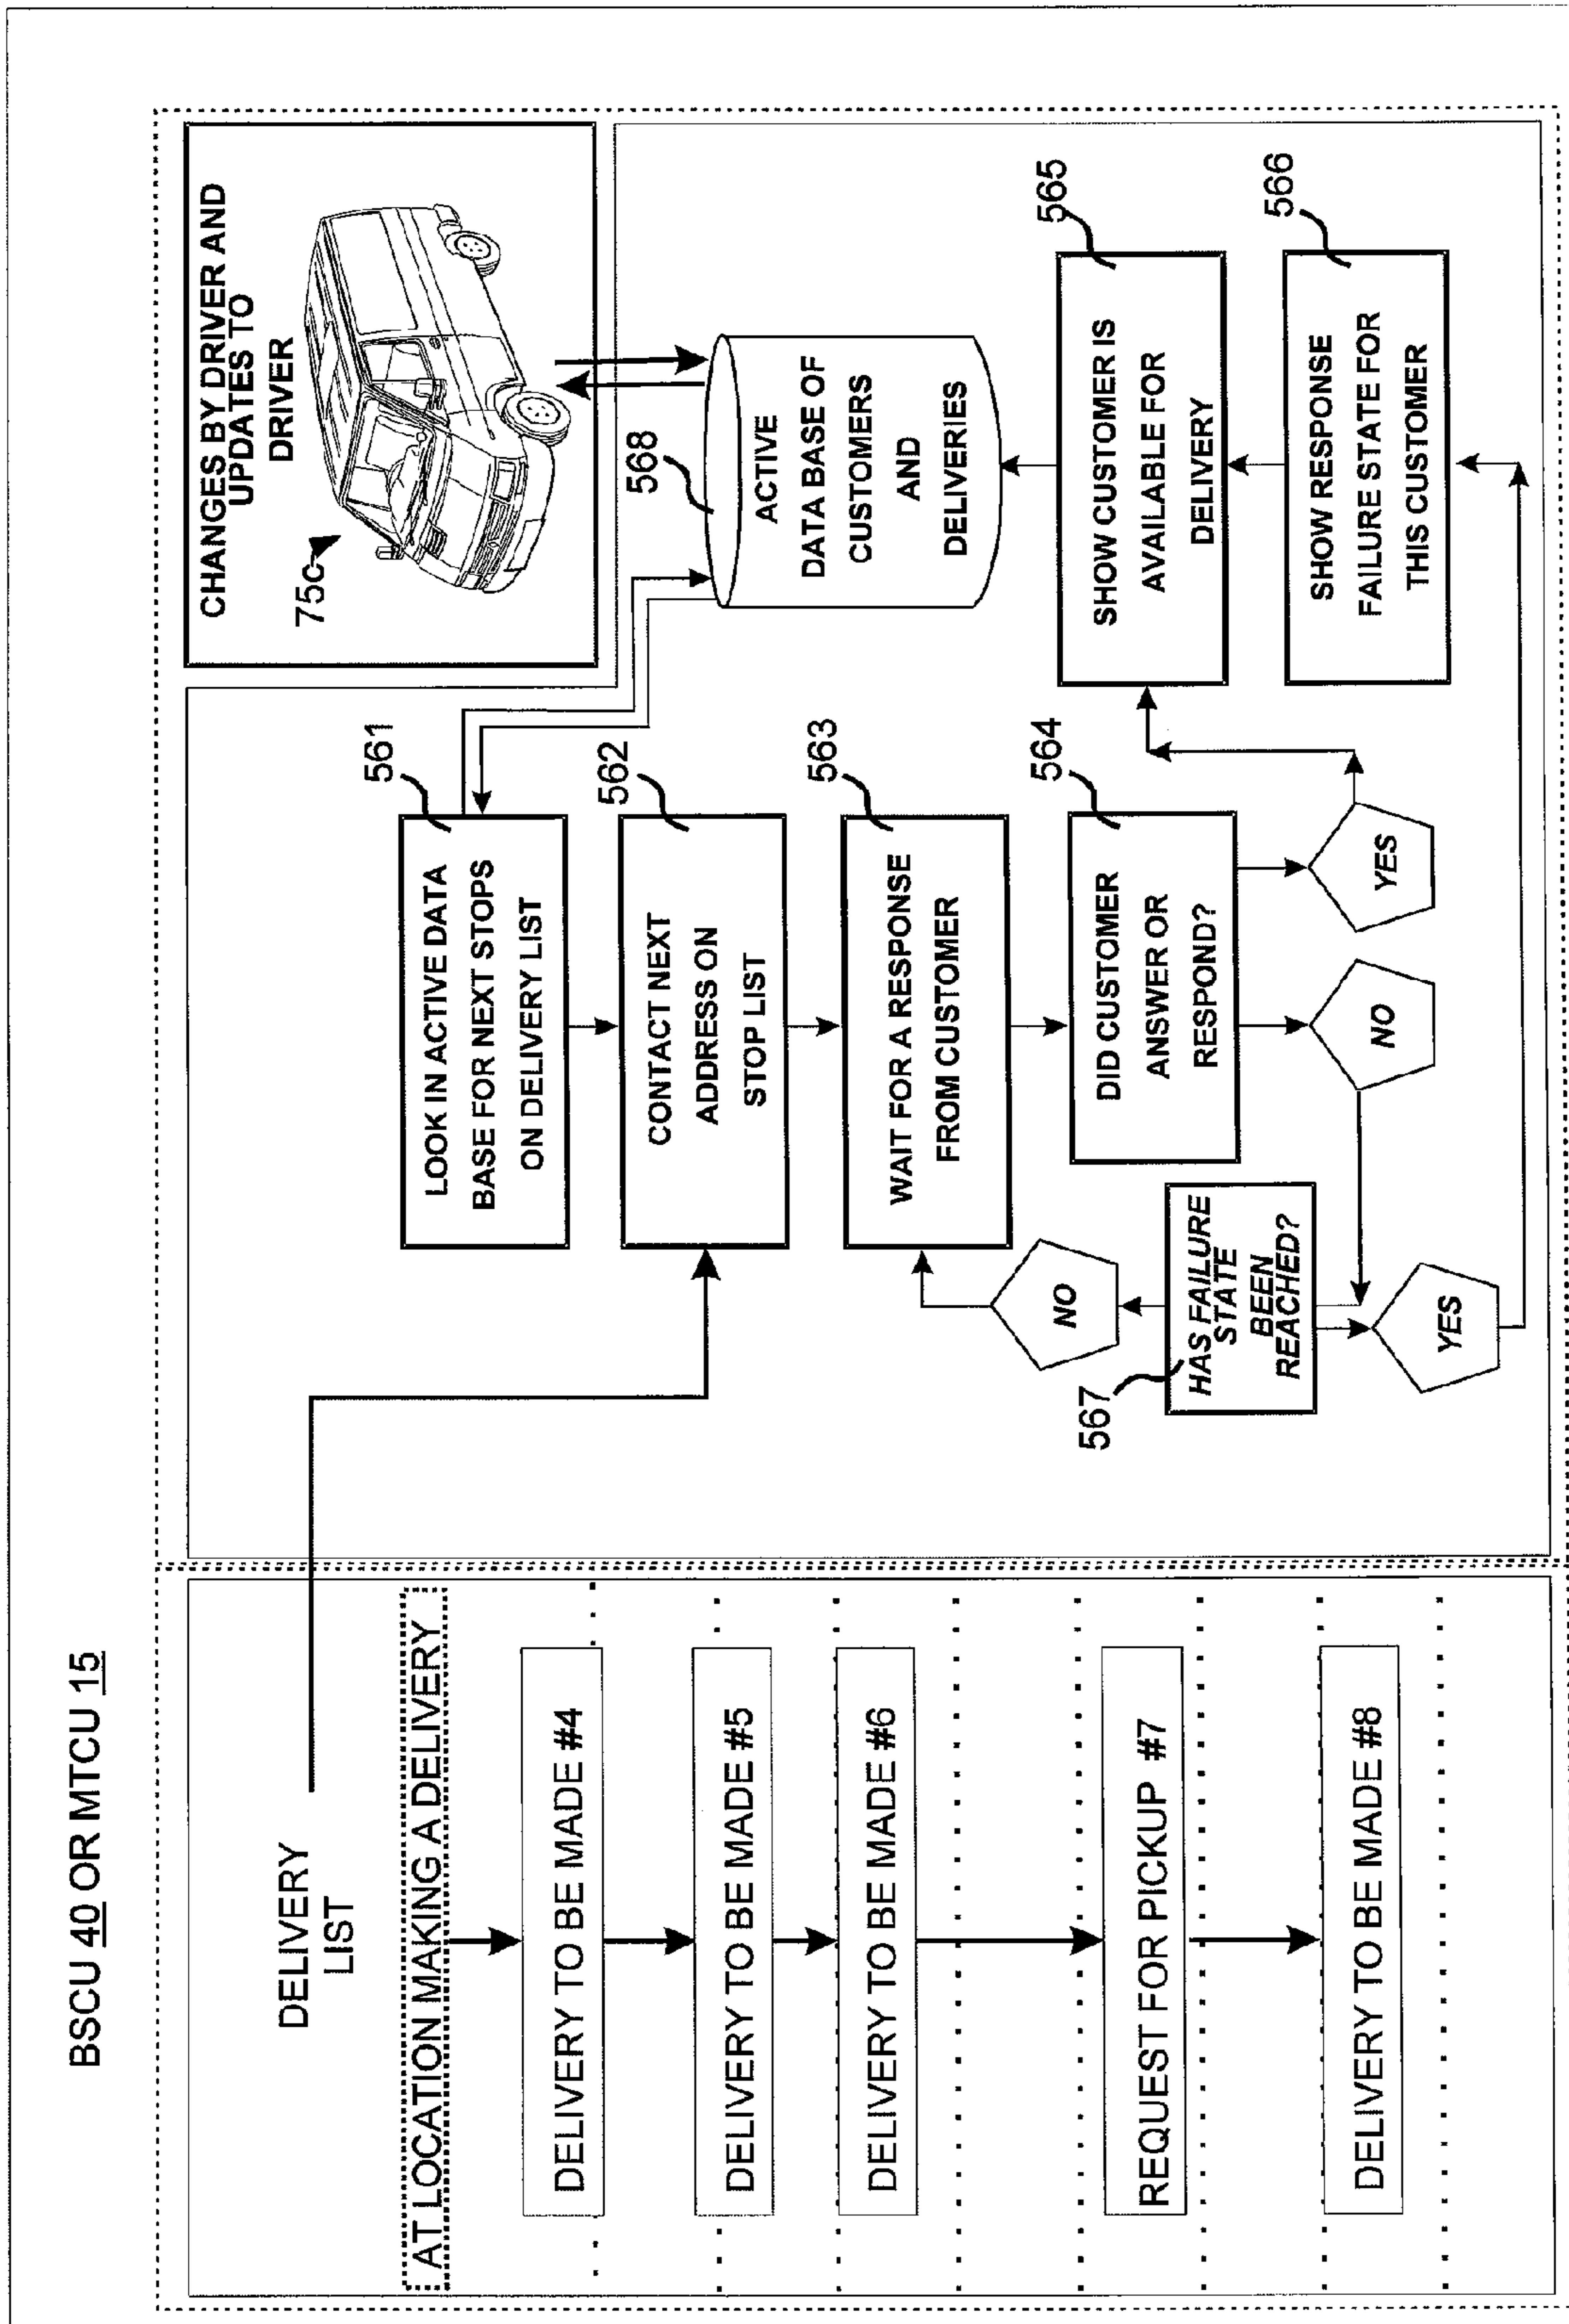 BSCU 40 OR MTCU 15
DELIVERY
LIST
AT LOCATION MAKING A DELIVERY
DELIVERY TO BE MADE #4
DELIVERY TO BE MADE #5
DELIVERY TO BE MADE #6
REQUEST FOR PICKUP #7
DELIVERY TO BE MADE #8
561
LOOK IN ACTIVE DATA
BASE FOR NEXT STOPS
ON DELIVERY LIST
562
CONTACT NEXT
ADDRESS ON
STOP LIST
563
WAIT FOR A RESPONSE
FROM CUSTOMER
564
DID CUSTOMER
ANSWER OR
RESPOND?
NO
567
HAS FAILURE
STATE
BEEN
REACHED?
YES
NO
YES
CHANGES BY DRIVER AND
UPDATES TO
DRIVER
75c
568
ACTIVE
DATA BASE OF
CUSTOMERS
AND
DELIVERIES
565
SHOW CUSTOMER IS
AVAILABLE FOR
DELIVERY
566
SHOW RESPONSE
FAILURE STATE FOR
THIS CUSTOMER